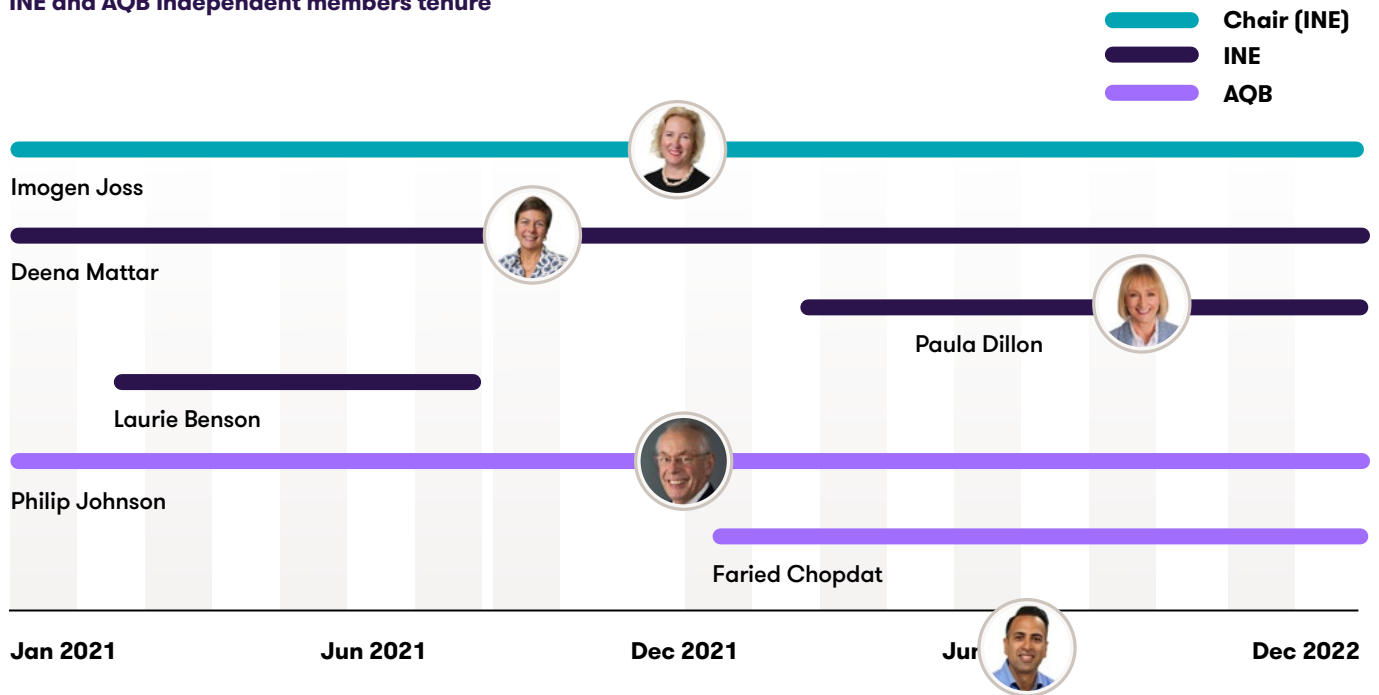 INE and AQB independent members tenure
Chair (INE)
INE
AQB
Imogen Joss
Deena Mattar
Paula Dillon
Laurie Benson
Philip Johnson
Faried Chopdat
Jan 2021
Jun 2021
Dec 2021
Dec 2022